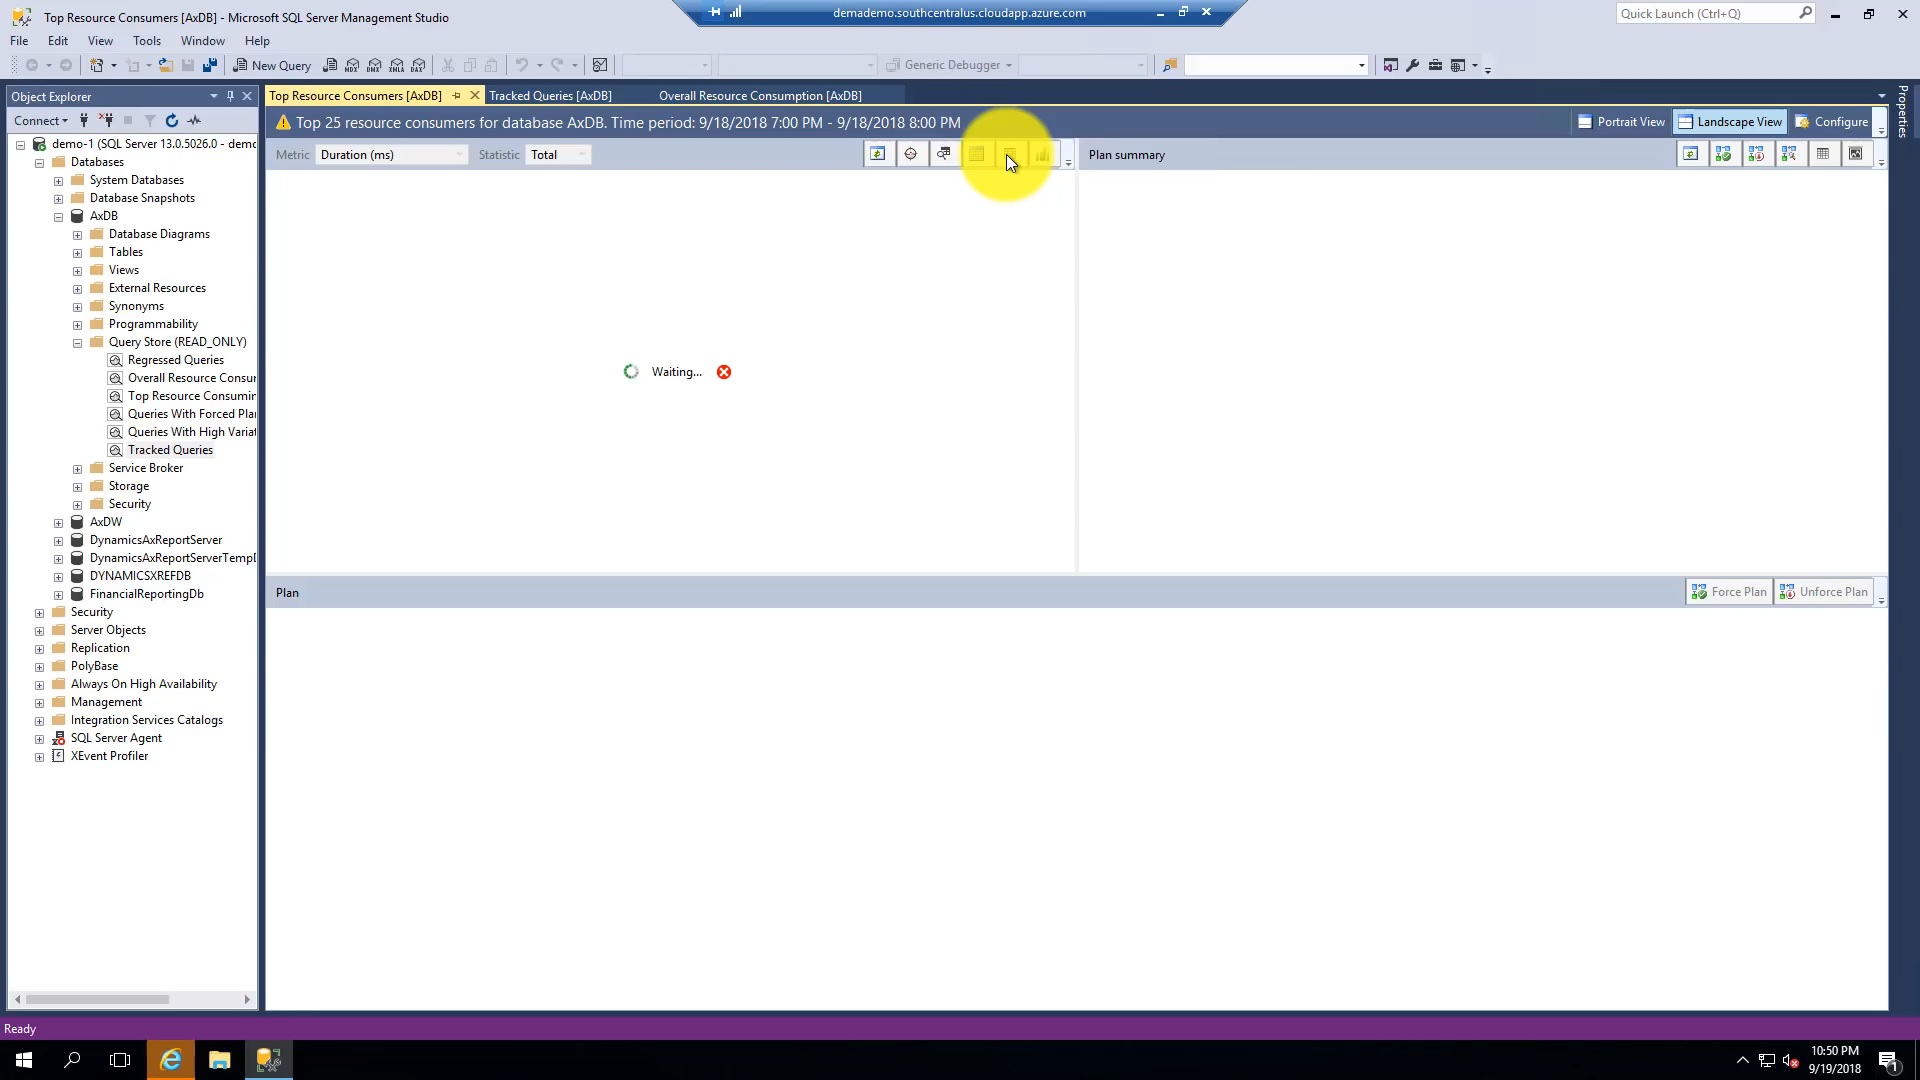 Top Resource Consumers [AxDB] - Microsoft SQL Server Management Studio
demademo.southcentralus.cloudapp.azure.com
Quick Launch (Ctrl+Q)
File Edit View Tools Window Help
New Query
Generic Debugger
Object Explorer
Top Resource Consumers [AxDB]
Tracked Queries [AxDB]
Overall Resource Consumption [AxDB]
Properties
Connect
Top 25 resource consumers for database AxDB. Time period: 9/18/2018 7:00 PM - 9/18/2018 8:00 PM
Portrait View
Landscape View
Configure
Metric
Duration (ms)
Statistic
Total
Plan summary
demo-1 (SQL Server 13.0.5026.0 - demo
Databases
System Databases
Database Snapshots
AxDB
Database Diagrams
Tables
Views
External Resources
Synonyms
Programmability
Query Store (READ_ONLY)
Regressed Queries
Overall Resource Consu
Top Resource Consumin
Queries With Forced Pla
Queries With High Variat
Tracked Queries
Service Broker
Storage
Security
AxDW
DynamicsAxReportServer
DynamicsAxReportServerTemp
DYNAMICSXREFDB
FinancialReportingDb
Security
Server Objects
Replication
PolyBase
Always On High Availability
Management
Integration Services Catalogs
SQL Server Agent
XEvent Profiler
Waiting...
Plan
Force Plan
Unforce Plan
Ready
10:50 PM
9/19/2018
1